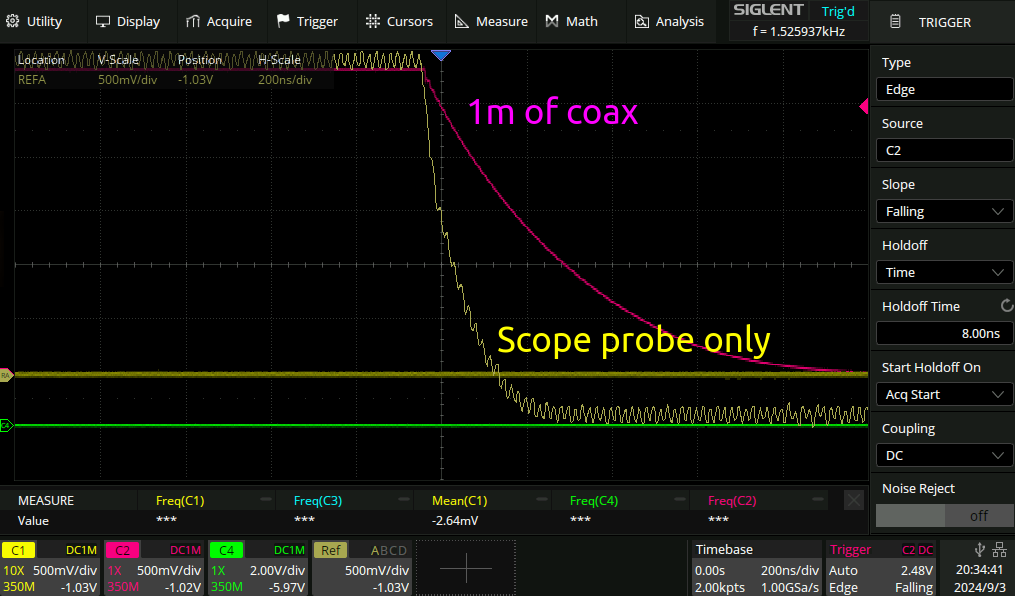 Utility Display Acquire Trigger Cursors Measure Math Analysis SIGLENT Trig'd TRIGGER
f = 1.525937kHz
Location V-Scale Position H-Scale
REFA 500mV/div -1.03V 200ns/div
1m of coax
Scope probe only
Type
Edge
Source
C2
Slope
Falling
Holdoff
Time
Holdoff Time
8.00ns
Start Holdoff On
Acq Start
Coupling
DC
Noise Reject
off
MEASURE Freq(C1) Freq(C3) Mean(C1) Freq(C4) Freq(C2)
Value *** *** -2.64mV *** ***
C1 DC1M C2 DC1M C4 DC1M Ref ABCD Timebase Trigger C2 DC
10X 500mV/div 1X 500mV/div 1X 2.00V/div 500mV/div 0.00s 200ns/div Auto 2.48V 20:34:41
350M -1.03V 350M -1.02V 350M -5.97V -1.03V 2.00kpts 1.00GSa/s Edge Falling 2024/9/3